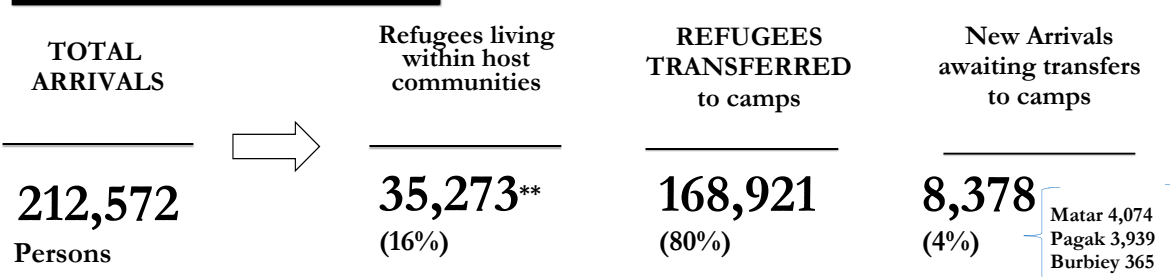 TOTAL
ARRIVALS
212,572
Persons
Refugees living
within host
communities
35,273**
(16%)
REFUGEES
TRANSFERRED
to camps
168,921
(80%)
New Arrivals
awaiting transfers
to camps
8,378
(4%)
Matar 4,074
Pagak 3,939
Burbiey 365